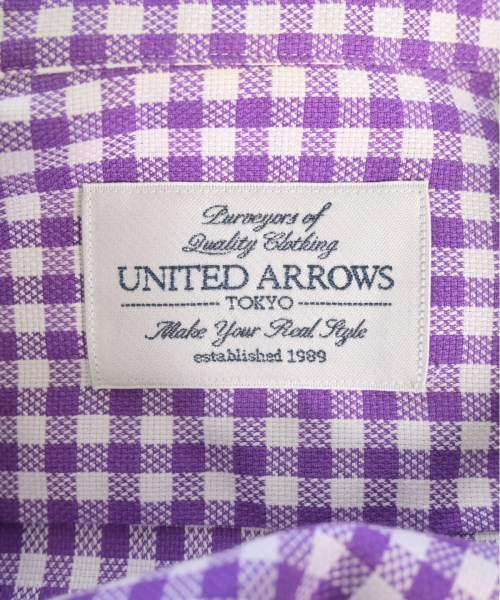 Purveyors of
Quality Clothing
UNITED ARROWS
TOKYO
Make Your Real Style
established 1989